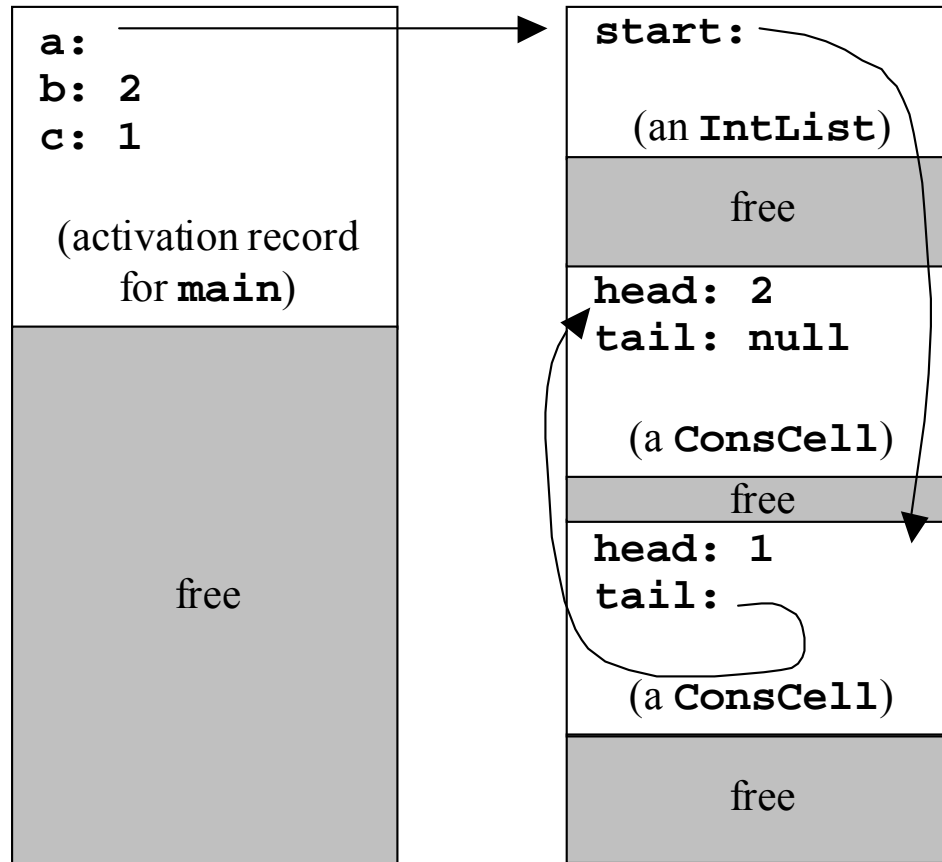 a:
b: 2
c: 1
(activation record
for main)
free
start:
(an IntList)
free
head: 2
tail: null
(a ConsCell)
free
head: 1
tail:
(a ConsCell)
free